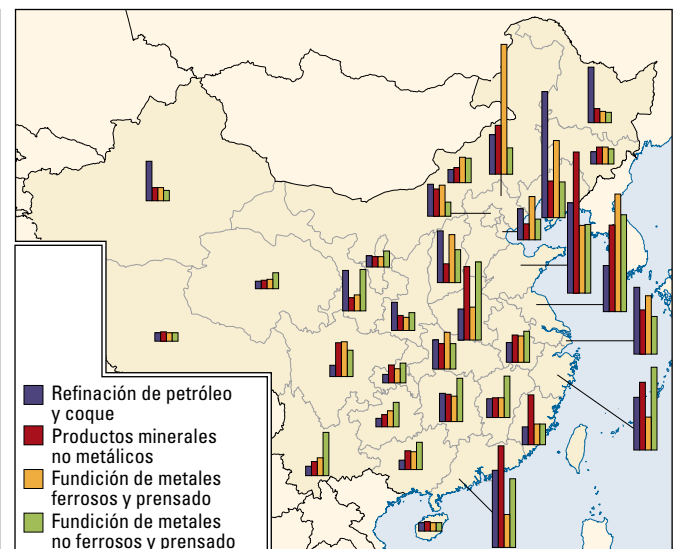 Refinación de petróleo
y coque
Productos minerales
no metálicos
Fundición de metales
ferrosos y prensado
Fundición de metales
no ferrosos y prensado